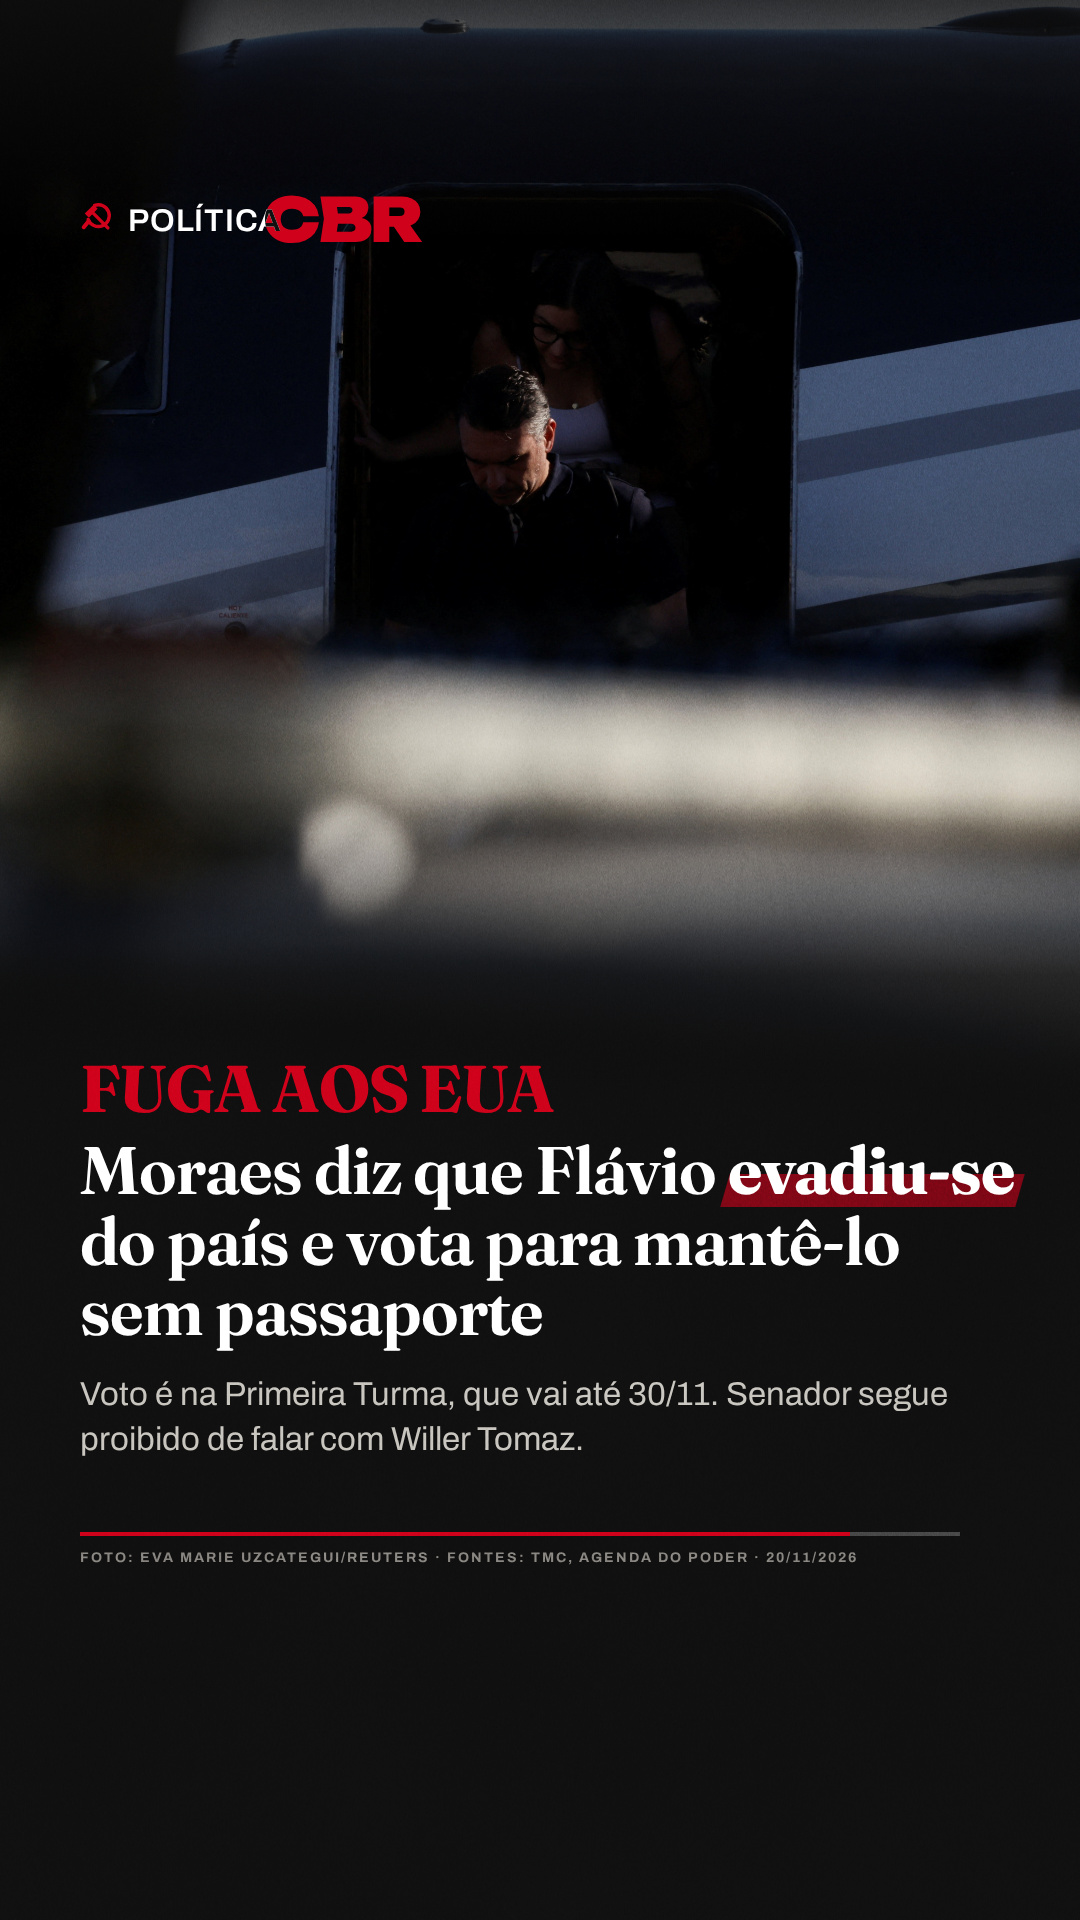 POLÍTICA CBR
FUGA AOS EUA
Moraes diz que Flávio evadiu-se
do país e vota para mantê-lo
sem passaporte
Voto é na Primeira Turma, que vai até 30/11. Senador segue
proibido de falar com Willer Tomaz.
FOTO: EVA MARIE UZCATEGUI/REUTERS · FONTES: TMC, AGENDA DO PODER · 20/11/2026